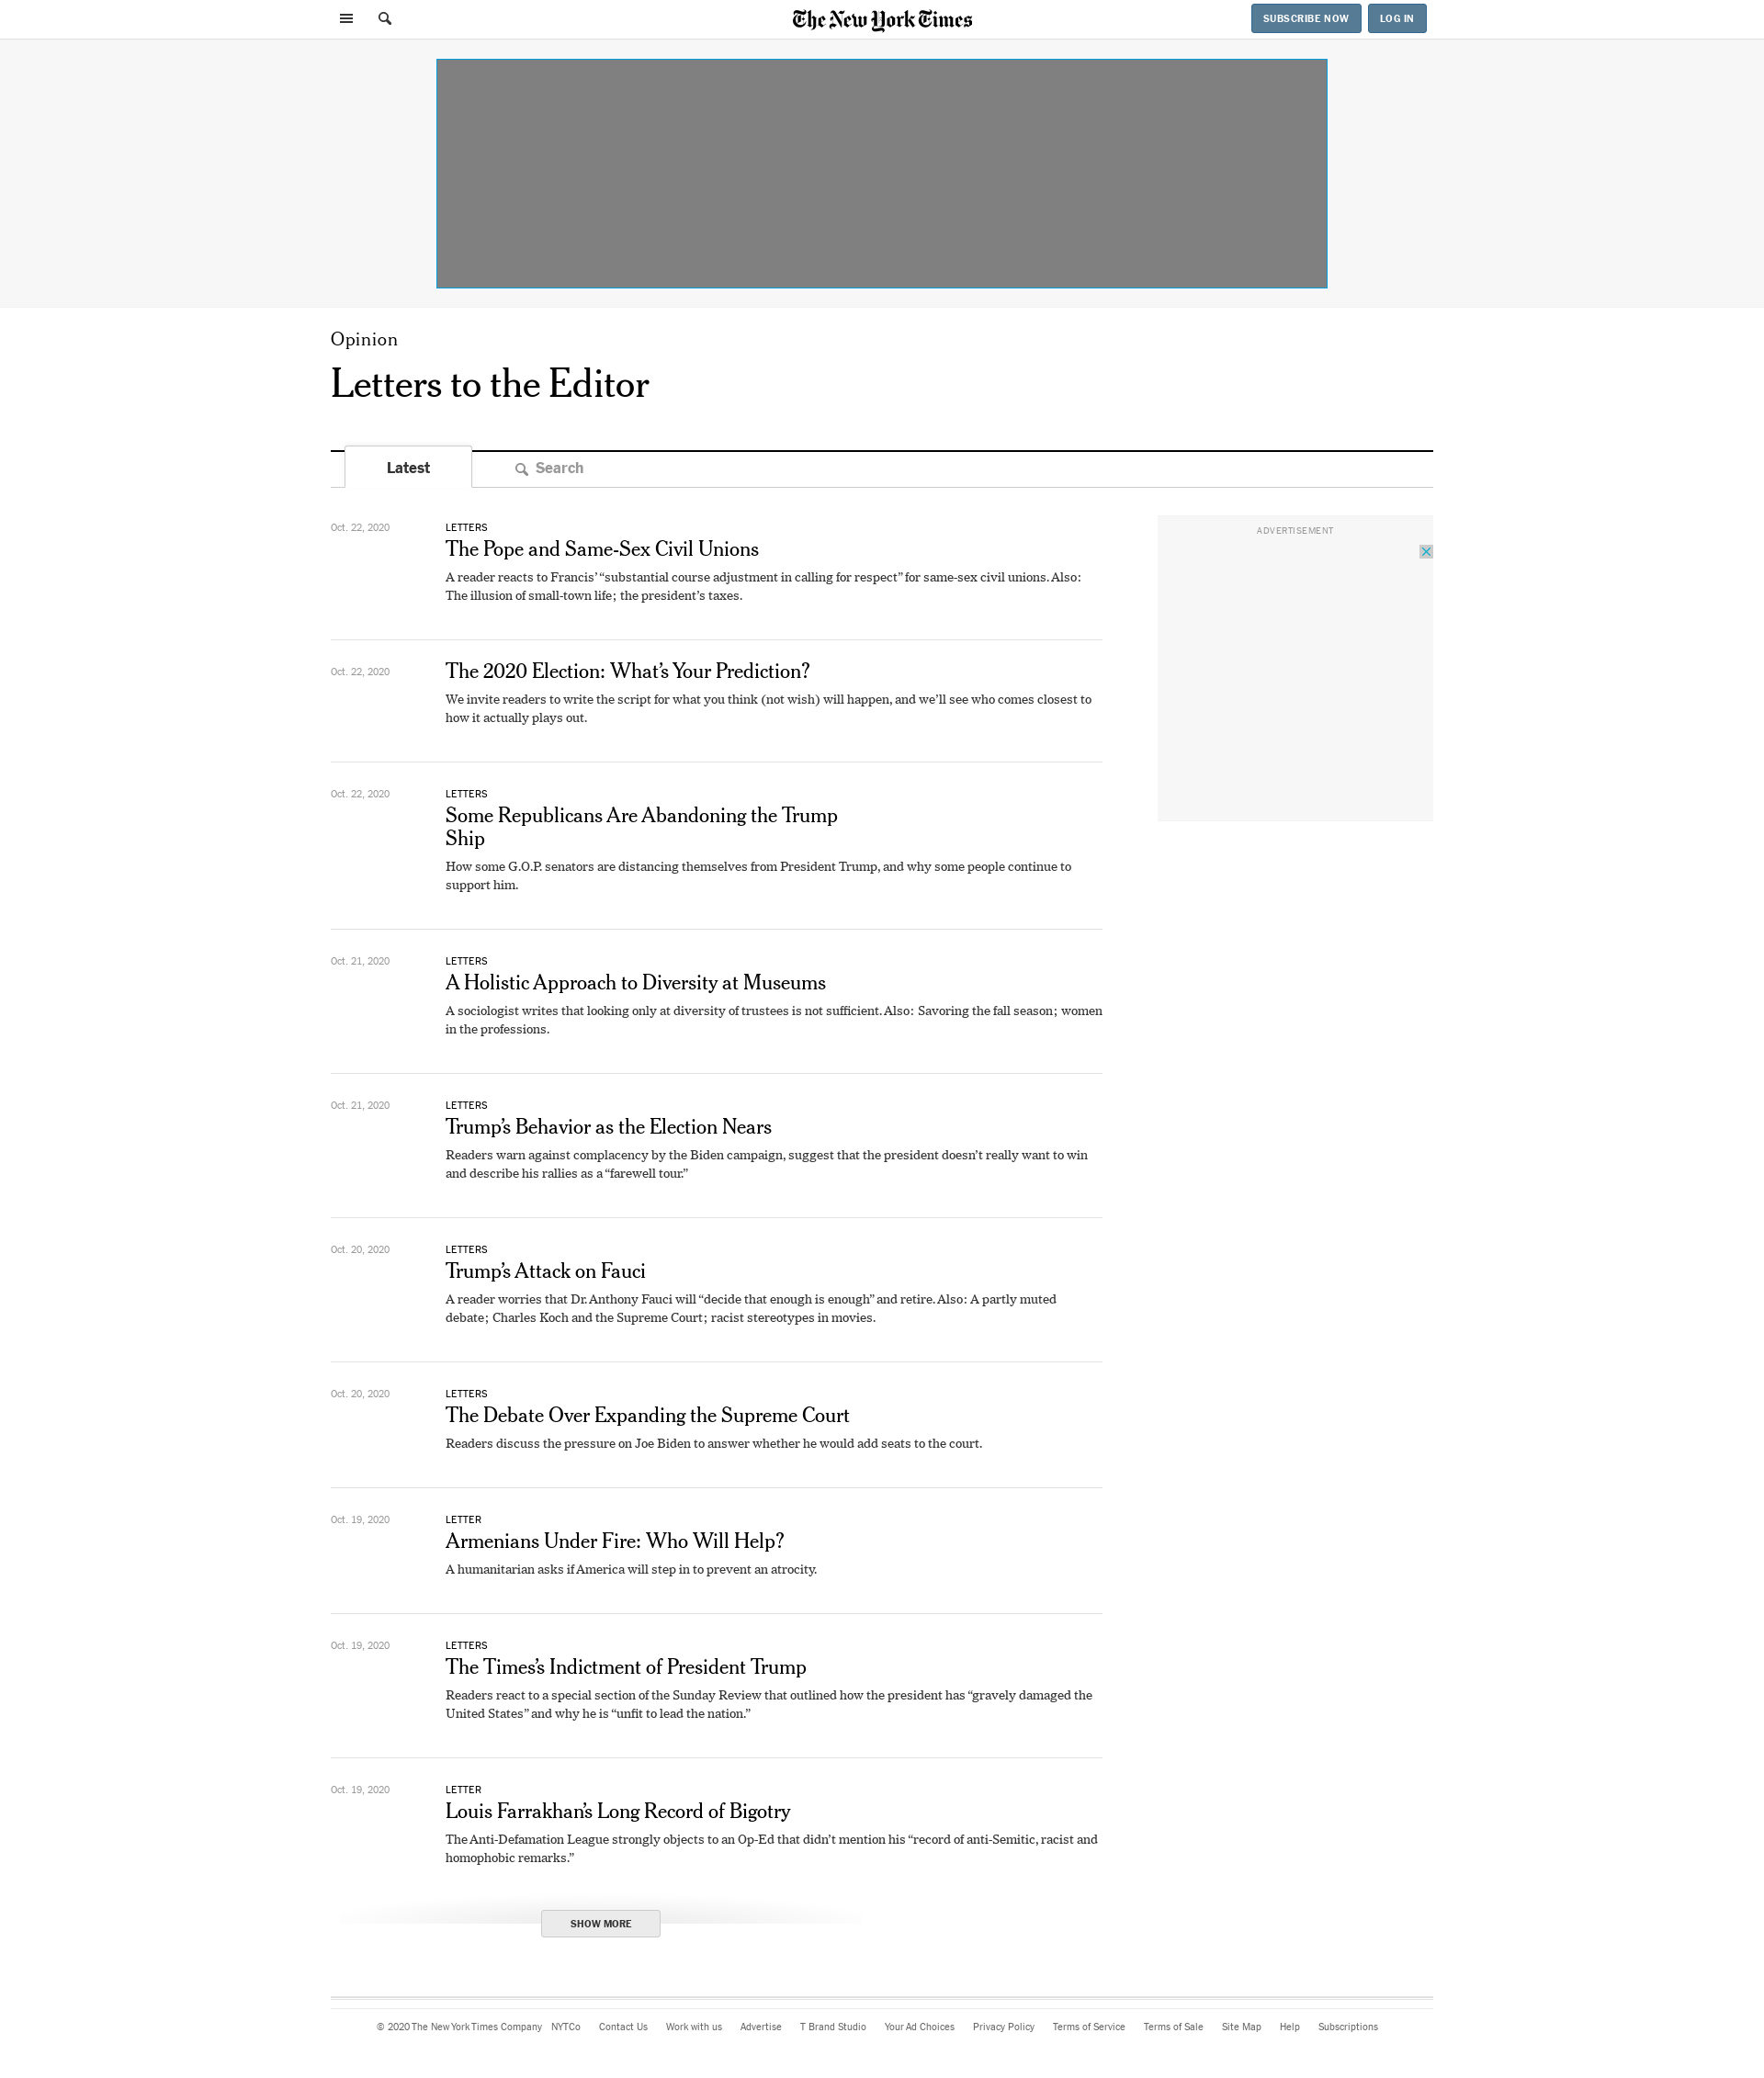 The New York Times
SUBSCRIBE NOW
LOG IN
Opinion
Letters to the Editor
Latest
Search
Oct. 22, 2020
LETTERS
The Pope and Same-Sex Civil Unions
A reader reacts to Francis’ “substantial course adjustment in calling for respect” for same-sex civil unions. Also:
The illusion of small-town life; the president’s taxes.
ADVERTISEMENT
Oct. 22, 2020
The 2020 Election: What’s Your Prediction?
We invite readers to write the script for what you think (not wish) will happen, and we’ll see who comes closest to
how it actually plays out.
Oct. 22, 2020
LETTERS
Some Republicans Are Abandoning the Trump
Ship
How some G.O.P. senators are distancing themselves from President Trump, and why some people continue to
support him.
Oct. 21, 2020
LETTERS
A Holistic Approach to Diversity at Museums
A sociologist writes that looking only at diversity of trustees is not sufficient. Also: Savoring the fall season; women
in the professions.
Oct. 21, 2020
LETTERS
Trump’s Behavior as the Election Nears
Readers warn against complacency by the Biden campaign, suggest that the president doesn’t really want to win
and describe his rallies as a “farewell tour.”
Oct. 20, 2020
LETTERS
Trump’s Attack on Fauci
A reader worries that Dr. Anthony Fauci will “decide that enough is enough” and retire. Also: A partly muted
debate; Charles Koch and the Supreme Court; racist stereotypes in movies.
Oct. 20, 2020
LETTERS
The Debate Over Expanding the Supreme Court
Readers discuss the pressure on Joe Biden to answer whether he would add seats to the court.
Oct. 19, 2020
LETTER
Armenians Under Fire: Who Will Help?
A humanitarian asks if America will step in to prevent an atrocity.
Oct. 19, 2020
LETTERS
The Times’s Indictment of President Trump
Readers react to a special section of the Sunday Review that outlined how the president has “gravely damaged the
United States” and why he is “unfit to lead the nation.”
Oct. 19, 2020
LETTER
Louis Farrakhan’s Long Record of Bigotry
The Anti-Defamation League strongly objects to an Op-Ed that didn’t mention his “record of anti-Semitic, racist and
homophobic remarks.”
SHOW MORE
© 2020 The New York Times Company NYTCo Contact Us Work with us Advertise T Brand Studio Your Ad Choices Privacy Policy Terms of Service Terms of Sale Site Map Help Subscriptions